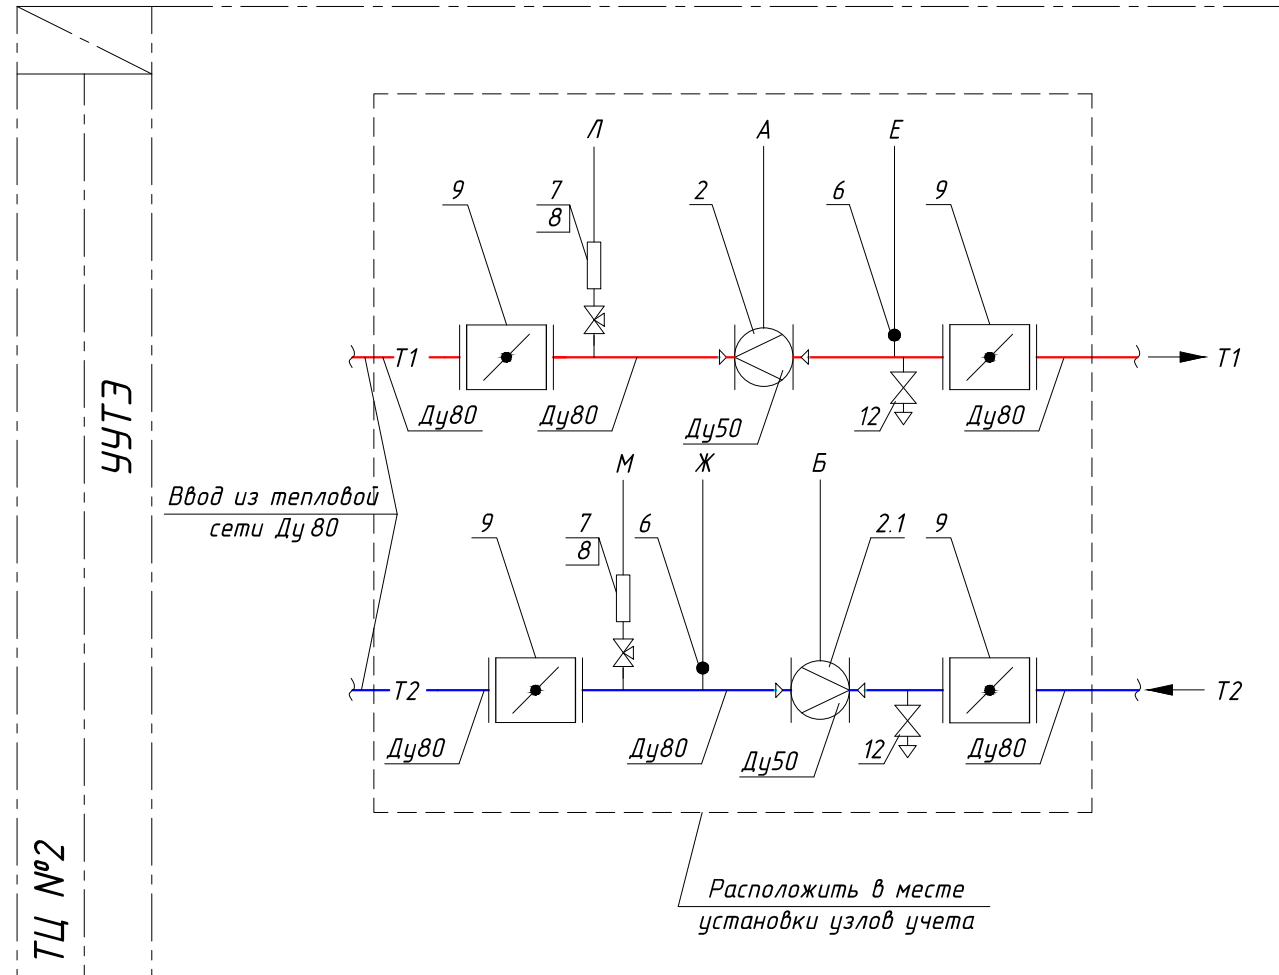 Л
А
Е
9
7
8
2
6
9
Т1
Т1
Ду80
Ду80
Ду50
12
Ду80
УУТЭ
Ввод из тепловой
сети Ду 80
М
Ж
Б
9
7
8
6
2.1
9
Т2
Т2
Ду80
Ду80
Ду50
12
Ду80
ТЦ №2
Расположить в месте
установки узлов учета